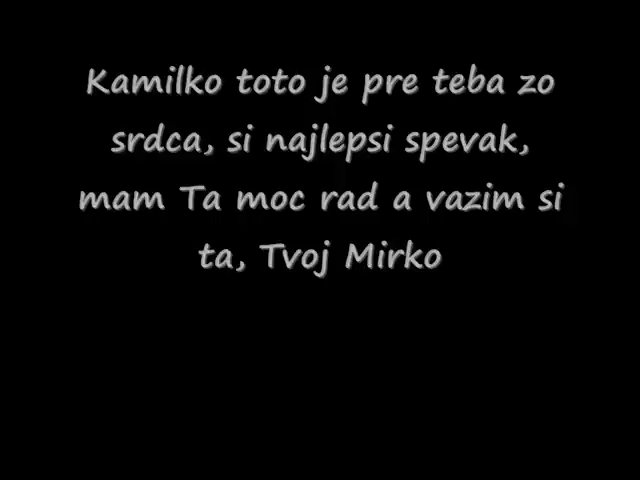 Kamilko toto je pre teba zo
srdca, si najlepsi spevak,
mam Ta moc rad a vazim si
ta, Tvoj Mirko